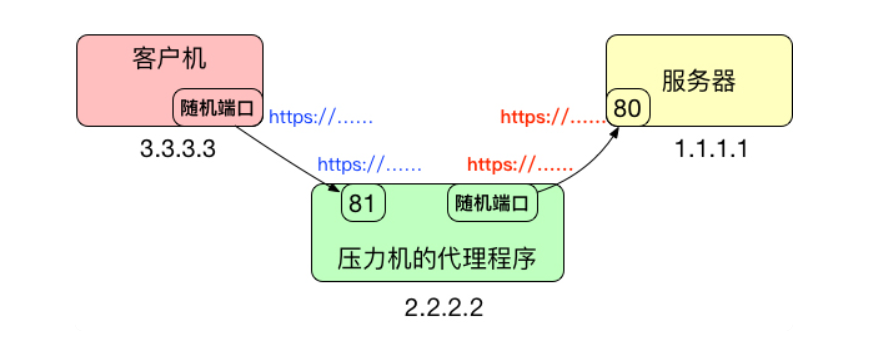 客户机
随机端口
3.3.3.3
https://……
https://……
81
随机端口
压力机的代理程序
2.2.2.2
https://……
https://……
服务器
80
1.1.1.1